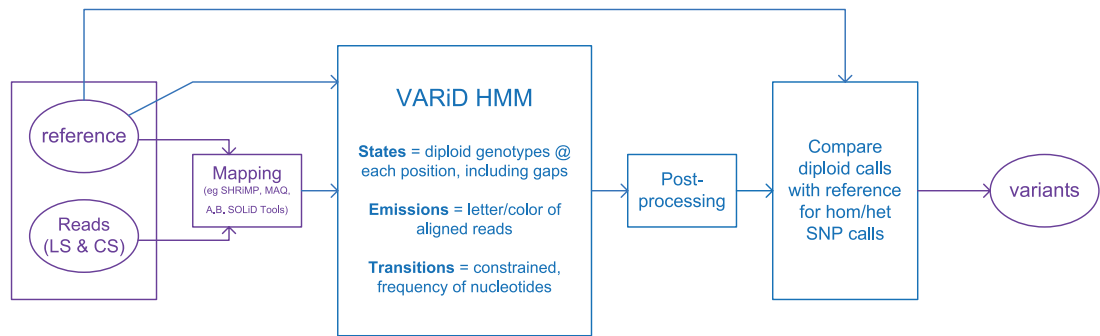 reference
Reads
(LS & CS)
Mapping
(eg SHRiMP, MAQ,
A.B. SOLiD Tools)
VARiD HMM
States = diploid genotypes @
each position, including gaps
Emissions = letter/color of
aligned reads
Transitions = constrained,
frequency of nucleotides
Post-
processing
Compare
diploid calls
with reference
for hom/het
SNP calls
variants